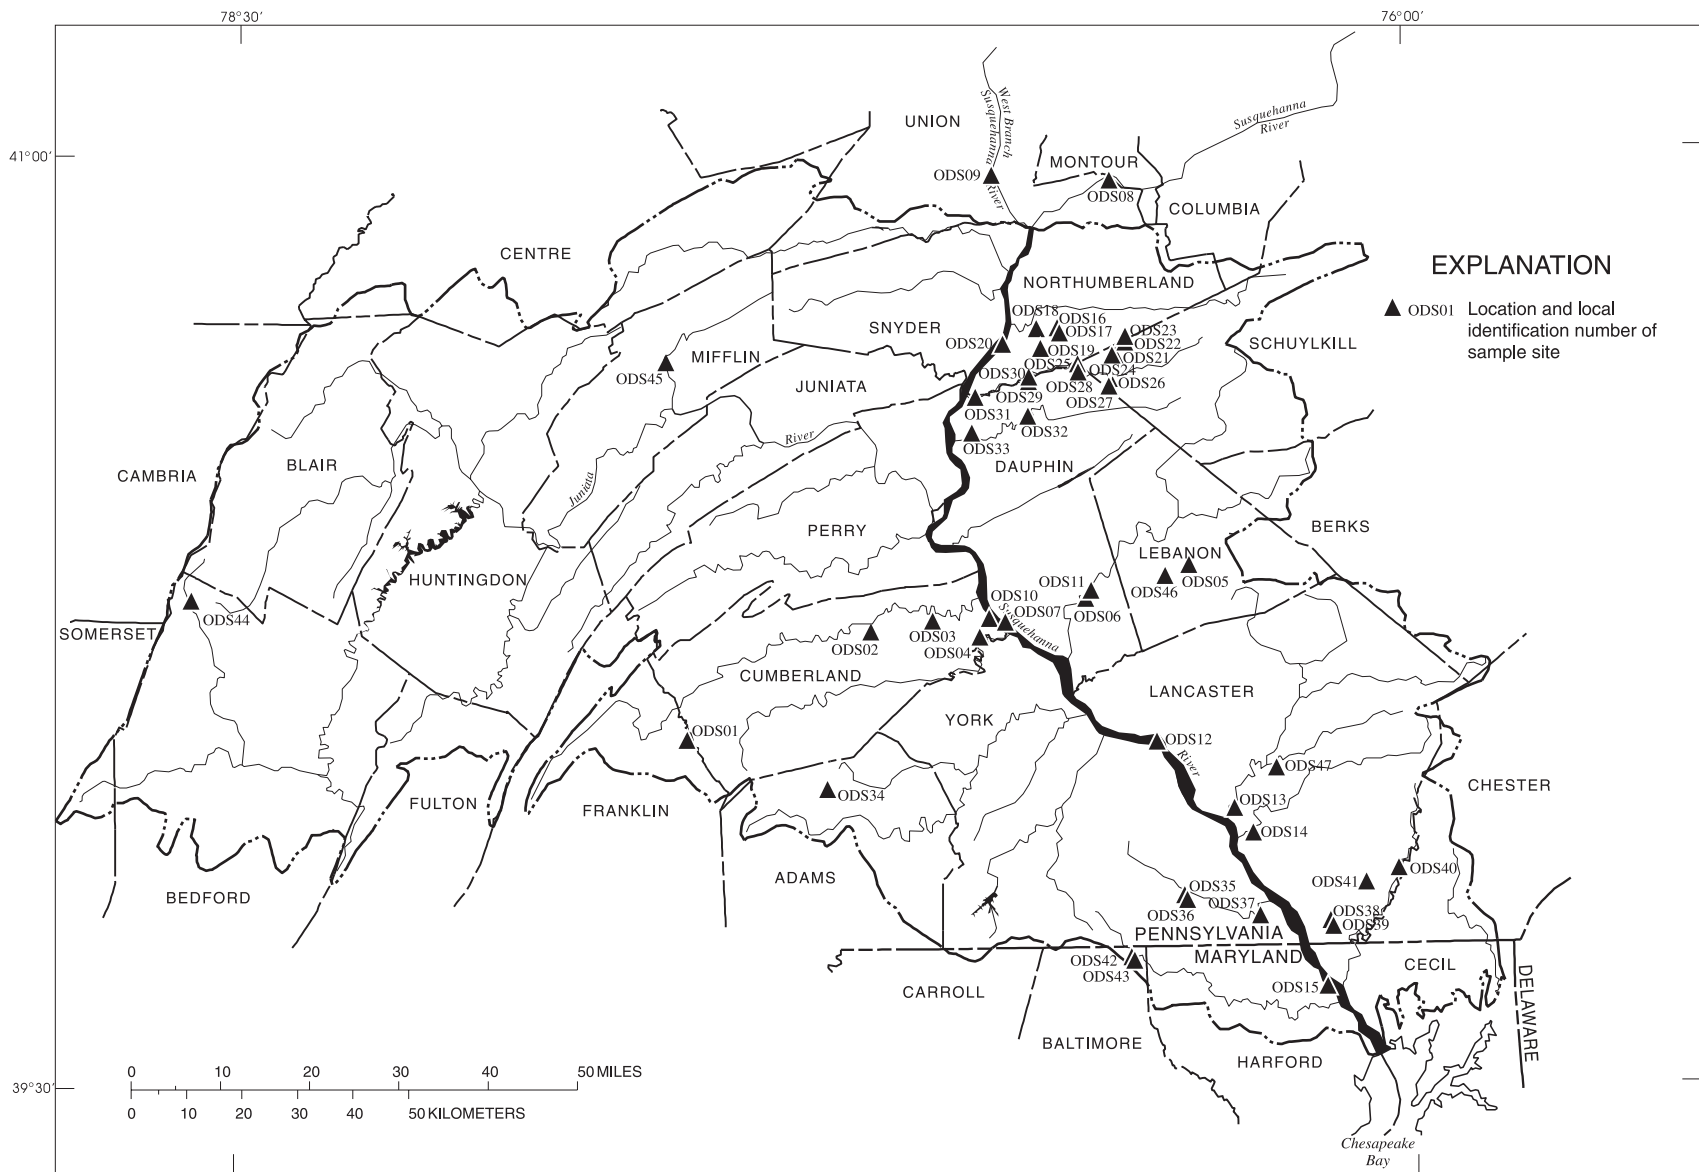 78°30'
76°00'
41°00'
39°30'
UNION
West Branch
Susquehanna
River
Susquehanna
River
MONTOUR
ODS09
ODS08
COLUMBIA
CENTRE
EXPLANATION
ODS01
Location and local
identification number of
sample site
NORTHUMBERLAND
ODS18
ODS16
ODS17
ODS23
ODS22
ODS21
SNYDER
ODS20
ODS19
ODS25
ODS24
SCHUYLKILL
MIFFLIN
ODS45
JUNIATA
ODS30
ODS28
ODS26
ODS29
ODS27
ODS31
ODS32
ODS33
River
Juniata
DAUPHIN
BLAIR
CAMBRIA
PERRY
BERKS
LEBANON
HUNTINGDON
ODS11
ODS05
ODS46
ODS10
ODS07
ODS06
Susquehanna
ODS44
SOMERSET
ODS03
ODS02
ODS04
CUMBERLAND
LANCASTER
YORK
ODS01
ODS12
River
ODS47
CHESTER
ODS34
ODS13
FULTON
FRANKLIN
ODS14
ADAMS
BEDFORD
ODS40
ODS41
ODS35
ODS37
ODS36
ODS38
ODS39
PENNSYLVANIA
MARYLAND
ODS42
ODS43
CECIL
DELAWARE
CARROLL
ODS15
BALTIMORE
HARFORD
0 10 20 30 40 50 MILES
0 10 20 30 40 50 KILOMETERS
Chesapeake
Bay